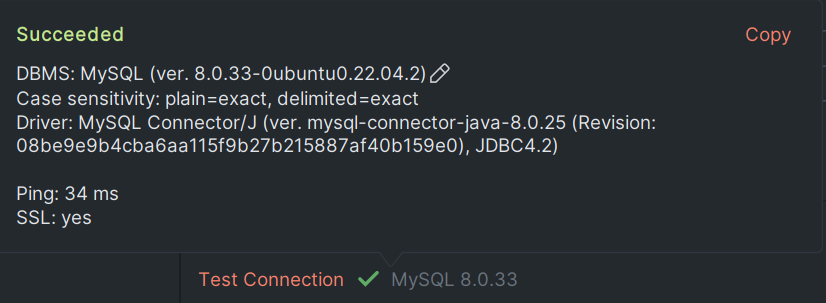 Succeeded
Copy
DBMS: MySQL (ver. 8.0.33-0ubuntu0.22.04.2)
Case sensitivity: plain=exact, delimited=exact
Driver: MySQL Connector/J (ver. mysql-connector-java-8.0.25 (Revision:
08be9e9b4cba6aa115f9b27b215887af40b159e0), JDBC4.2)
Ping: 34 ms
SSL: yes
Test Connection
MySQL 8.0.33